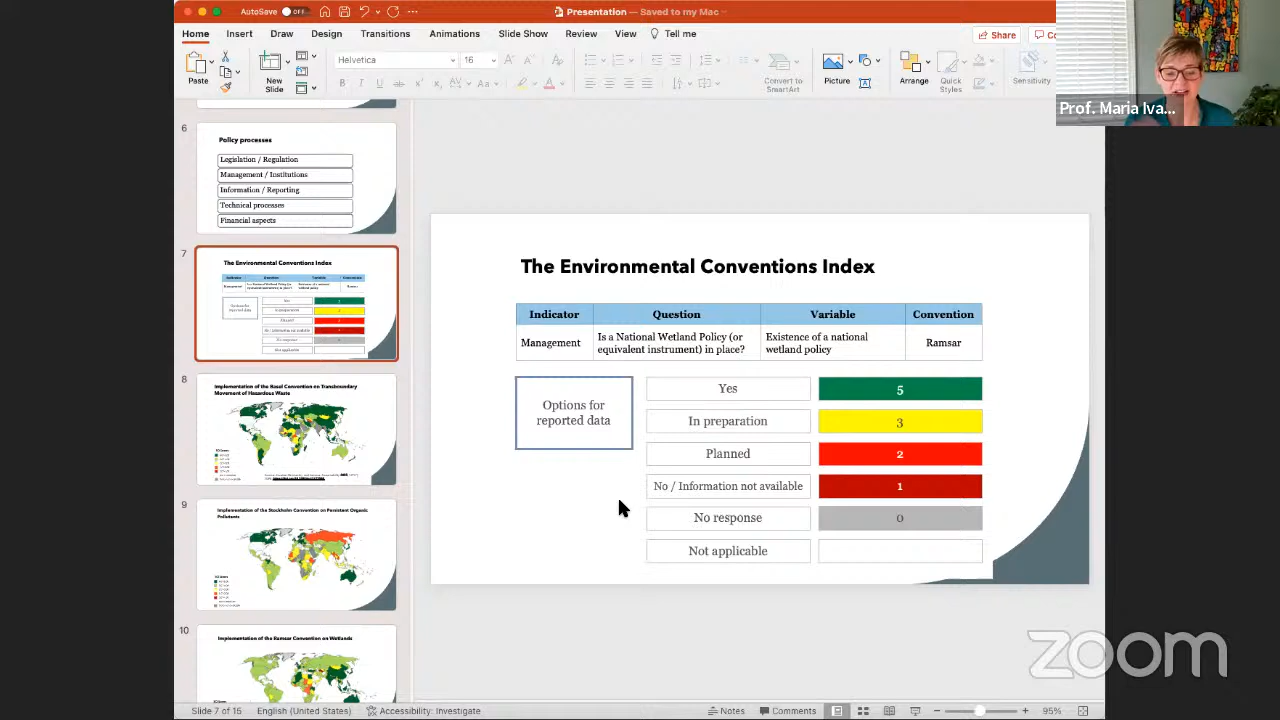 AutoSave OFF
Presentation — Saved to my Mac
Home Insert Draw Design Transitions Animations Slide Show Review View Tell me
Share
Paste
New
Slide
Helvetica
16
Convert to
SmartArt
Picture
Arrange
Quick
Styles
Sensitivity
Prof. Maria Iva...
6
Policy processes
Legislation / Regulation
Management / Institutions
Information / Reporting
Technical processes
Financial aspects
7
The Environmental Conventions Index
8
Implementation of the Basel Convention on Transboundary
Movement of Hazardous Waste
9
Implementation of the Stockholm Convention on Persistent Organic
Pollutants
10
Implementation of the Ramsar Convention on Wetlands
The Environmental Conventions Index
Indicator Question Variable Convention
Management Is a National Wetland Policy (or equivalent instrument) in place? Existence of a national wetland policy Ramsar
Options for
reported data
Yes 5
In preparation 3
Planned 2
No / Information not available 1
No response 0
Not applicable
zoom
Slide 7 of 15 English (United States) Accessibility: Investigate Notes Comments 95%